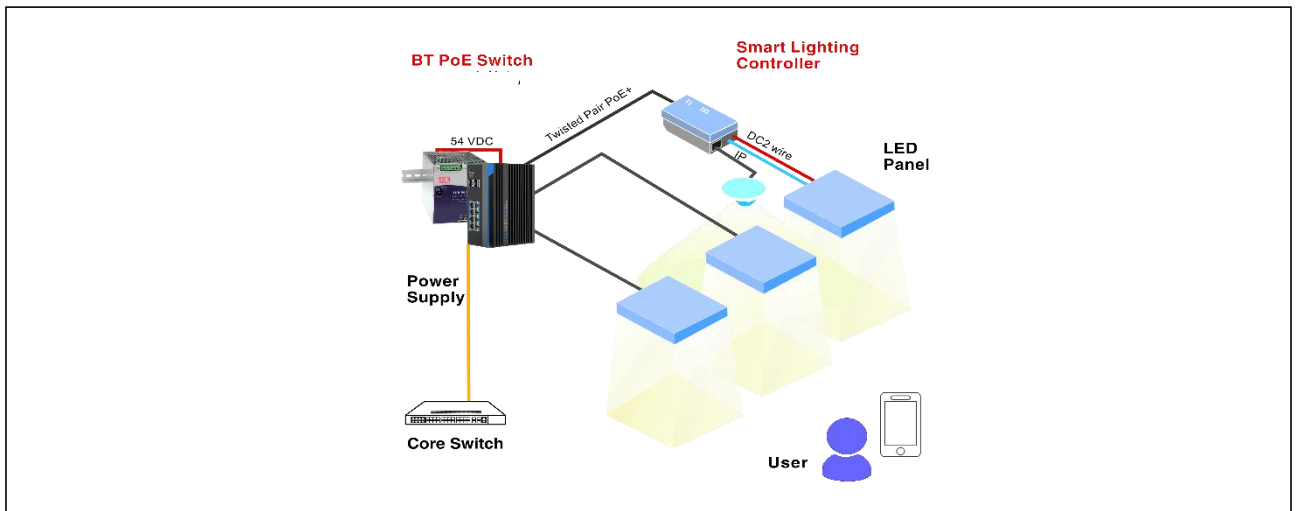 BT PoE Switch
Smart Lighting
Controller
Twisted Pair PoE+
54 VDC
DC2 wire
IP
LED
Panel
Power
Supply
Core Switch
User